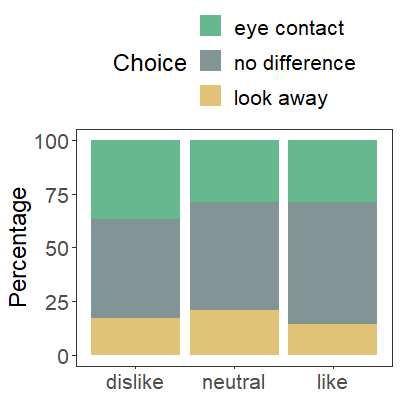 eye contact
Choice no difference
look away
100
75
50
25
0
Percentage
dislike neutral like